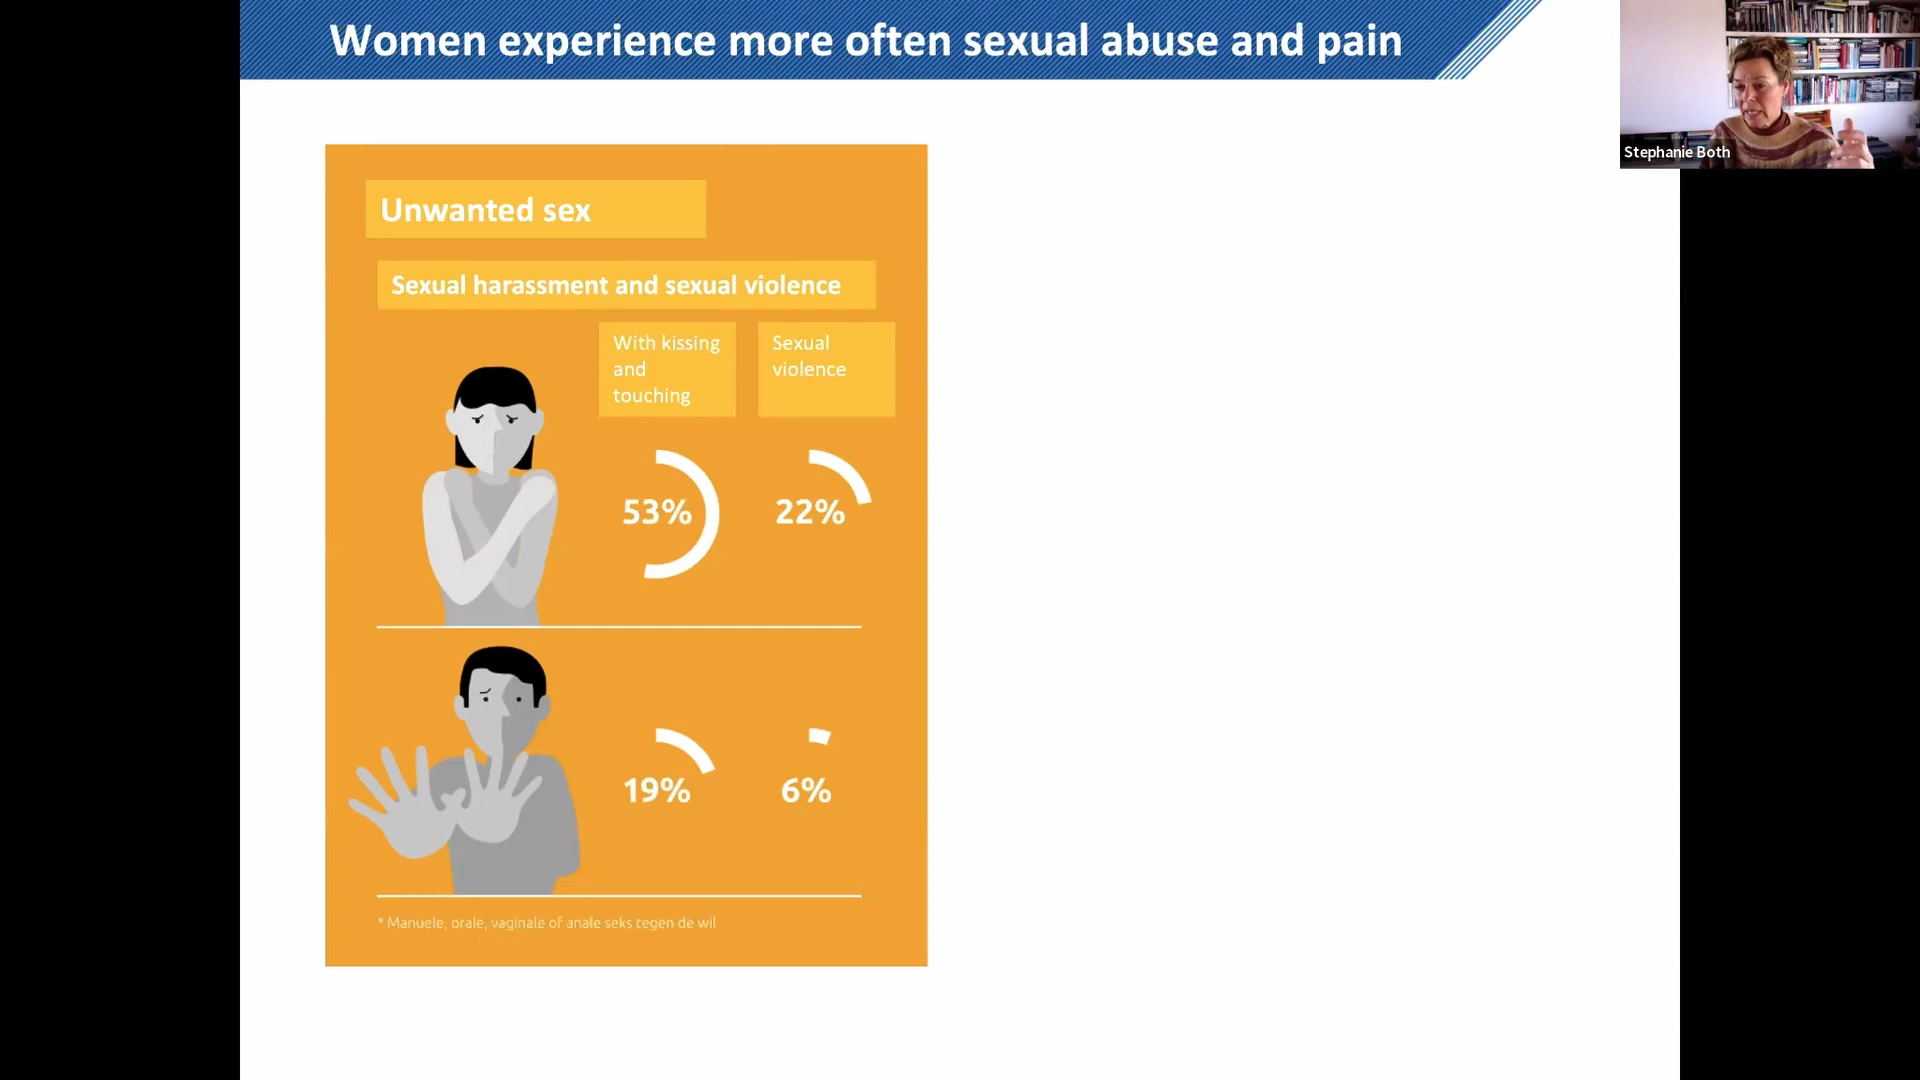 Women experience more often sexual abuse and pain
Stephanie Both
Unwanted sex
Sexual harassment and sexual violence
With kissing
and
touching
Sexual
violence
53%
22%
19%
6%
* Manuele, orale, vaginale of anale seks tegen de wil